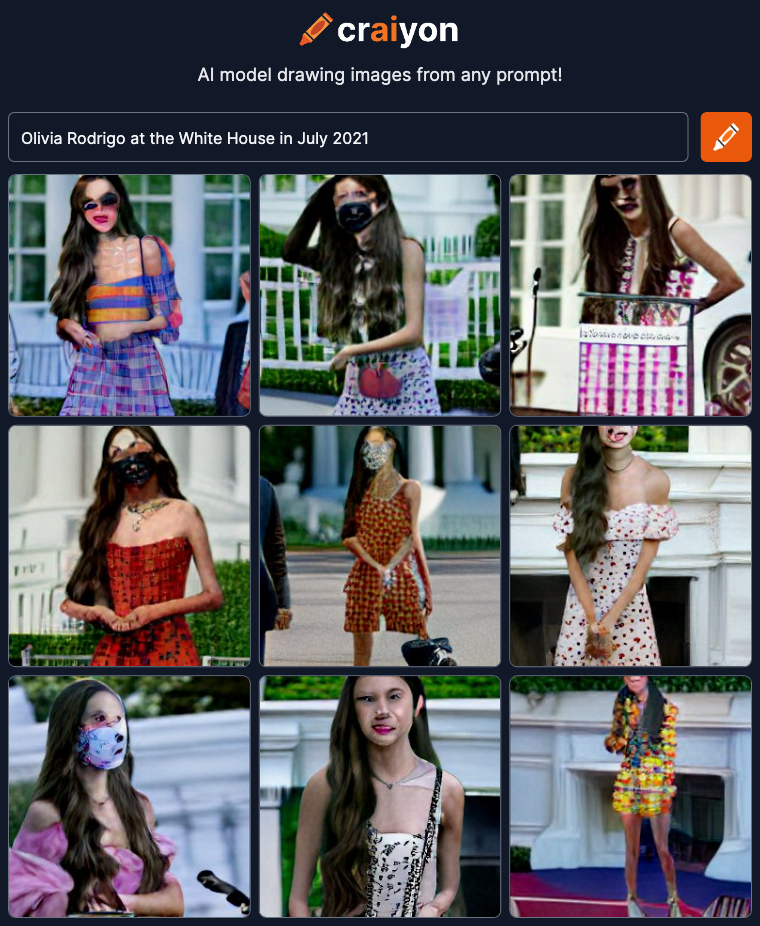 craiyon
AI model drawing images from any prompt!
Olivia Rodrigo at the White House in July 2021